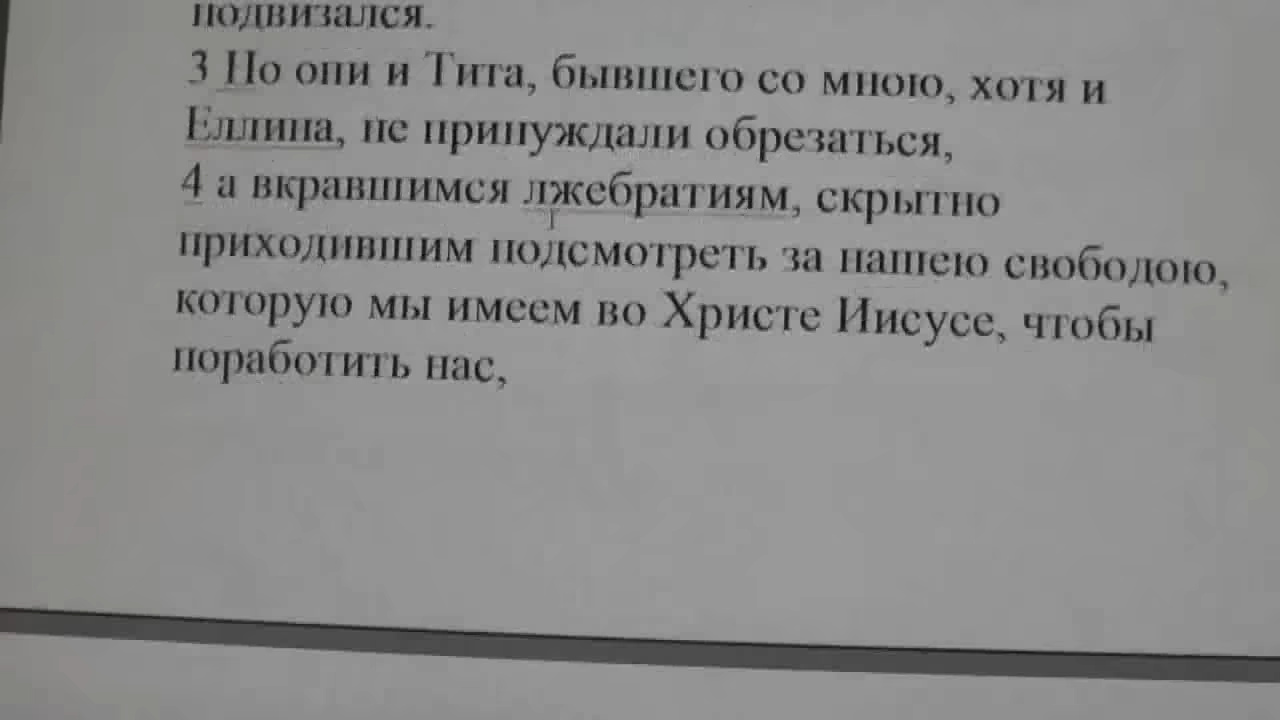 подвизался.
3 Но они и Тита, бывшего со мною, хотя и
Еллина, не принуждали обрезаться,
4 а вкравшимся лжебратиям, скрытно
приходившим подсмотреть за нашею свободою,
которую мы имеем во Христе Иисусе, чтобы
поработить нас,